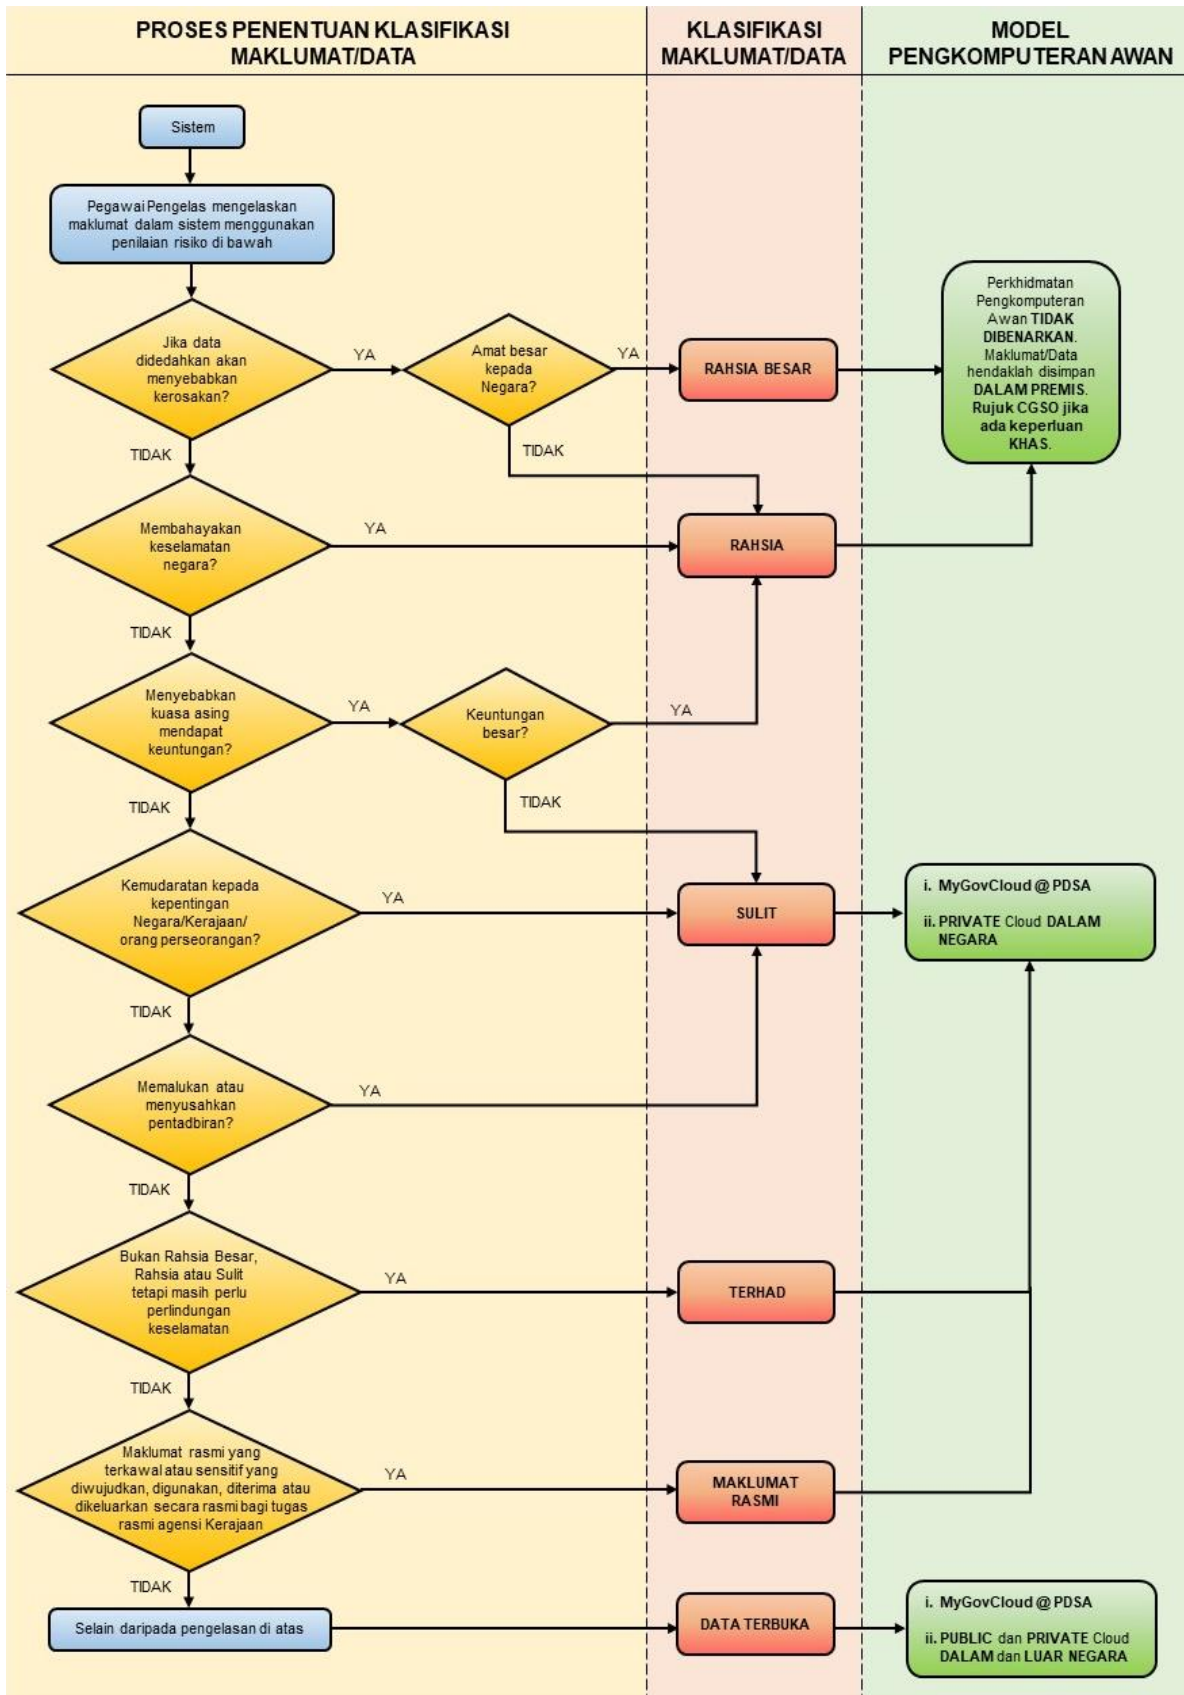 PROSES PENENTUAN KLASIFIKASI
MAKLUMAT/DATA
KLASIFIKASI
MAKLUMAT/DATA
MODEL
PENGKOMPUTERAN AWAN
Sistem
Pegawai Pengelas mengelaskan
maklumat dalam sistem menggunakan
penilaian risiko di bawah
Jika data
didedahkan akan
menyebabkan
kerosakan?
YA
Amat besar
kepada
Negara?
YA
RAHSIA BESAR
Perkhidmatan
Pengkomputeran
Awan TIDAK
DIBENARKAN.
Maklumat/Data
hendaklah disimpan
DALAM PREMIS.
Rujuk CGSO jika
ada keperluan
KHAS.
TIDAK
TIDAK
Membahayakan
keselamatan
negara?
YA
RAHSIA
TIDAK
Menyebabkan
kuasa asing
mendapat
keuntungan?
YA
Keuntungan
besar?
YA
TIDAK
TIDAK
Kemudaratan kepada
kepentingan
Negara/Kerajaan/
orang perseorangan?
YA
SULIT
i. MyGovCloud @ PDSA
ii. PRIVATE Cloud DALAM
NEGARA
TIDAK
Memalukan atau
menyusahkan
pentadbiran?
YA
TIDAK
Bukan Rahsia Besar,
Rahsia atau Sulit
tetapi masih perlu
perlindungan
keselamatan
YA
TERHAD
TIDAK
Maklumat rasmi yang
terkawal atau sensitif yang
diwujudkan, digunakan, diterima atau
dikeluarkan secara rasmi bagi tugas
rasmi agensi Kerajaan
YA
MAKLUMAT
RASMI
TIDAK
Selain daripada pengelasan di atas
DATA TERBUKA
i. MyGovCloud @ PDSA
ii. PUBLIC dan PRIVATE Cloud
DALAM dan LUAR NEGARA